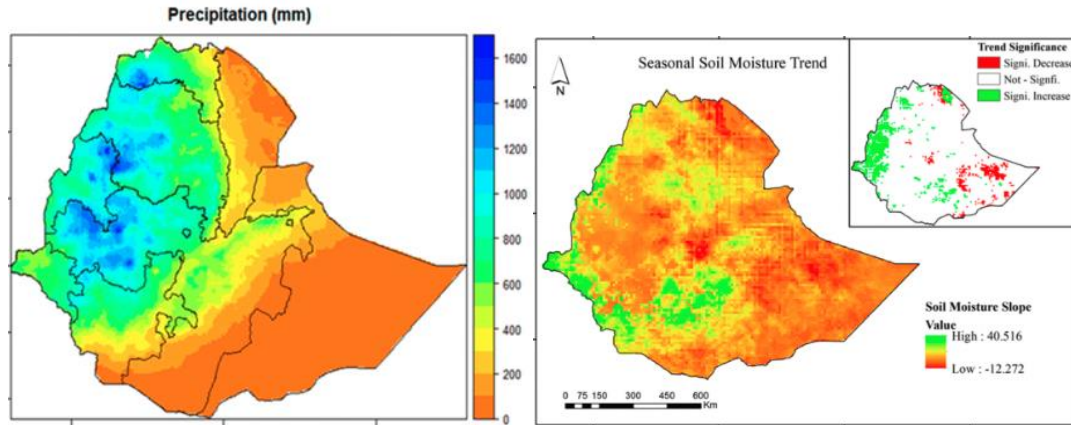 Precipitation (mm)
1600
1400
1200
1000
800
600
400
200
0
N
Seasonal Soil Moisture Trend
Trend Significance
Signi. Decrease
Not - Signfi.
Signi. Increase
Soil Moisture Slope
Value
High : 40.516
Low : -12.272
0 75 150 300 450 600
Km